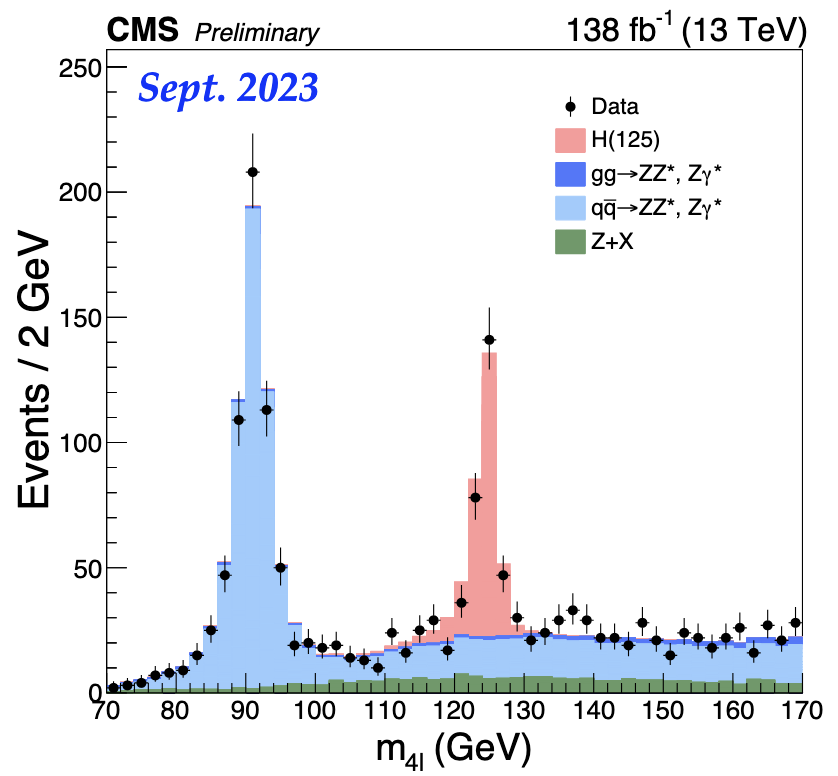 CMS Preliminary 138 fb⁻¹ (13 TeV)
Sept. 2023
Data
H(125)
gg→ZZ*, Zγ*
qq̄→ZZ*, Zγ*
Z+X
Events / 2 GeV
250
200
150
100
50
0
70 80 90 100 110 120 130 140 150 160 170
m₄ₗ (GeV)